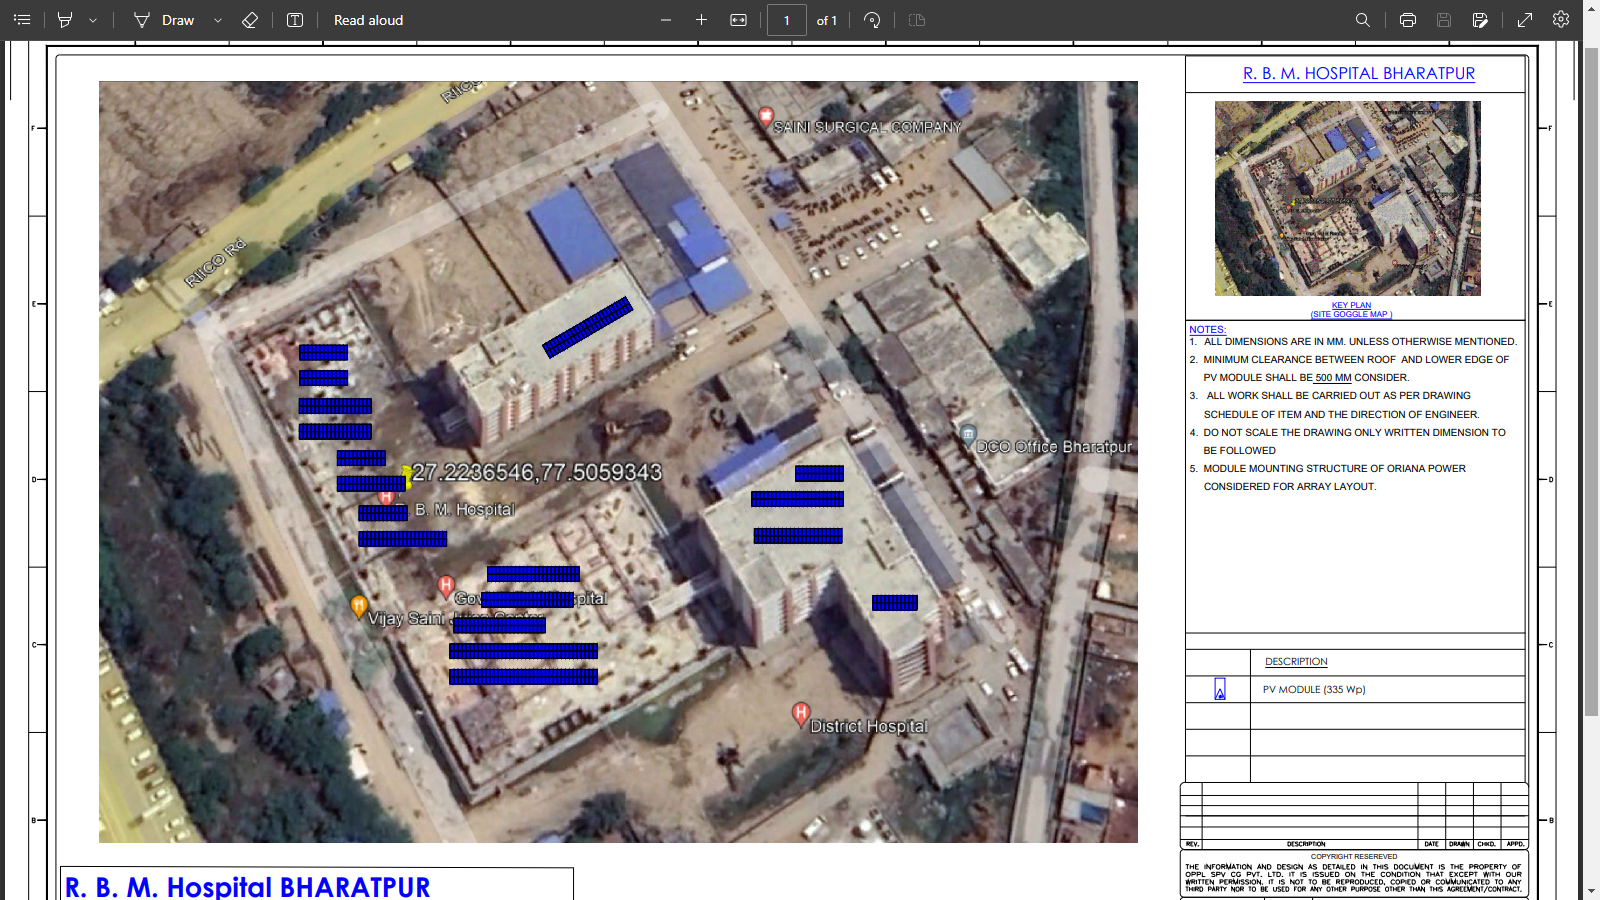 Draw
Read aloud
1
of 1
R. B. M. HOSPITAL BHARATPUR
RIICO
SAINI SURGICAL COMPANY
RIICO Rd
KEY PLAN
(SITE GOGGLE MAP )
NOTES:
1. ALL DIMENSIONS ARE IN MM. UNLESS OTHERWISE MENTIONED.
2. MINIMUM CLEARANCE BETWEEN ROOF AND LOWER EDGE OF
PV MODULE SHALL BE 500 MM CONSIDER.
3. ALL WORK SHALL BE CARRIED OUT AS PER DRAWING
SCHEDULE OF ITEM AND THE DIRECTION OF ENGINEER.
4. DO NOT SCALE THE DRAWING ONLY WRITTEN DIMENSION TO
BE FOLLOWED
5. MODULE MOUNTING STRUCTURE OF ORIANA POWER
CONSIDERED FOR ARRAY LAYOUT.
DCO Office Bharatpur
27.2236546,77.5059343
B. M. Hospital
Vijay Saini
District Hospital
DESCRIPTION
PV MODULE (335 Wp)
REV. DESCRIPTION DATE DRAWN CHKD. APPD.
COPYRIGHT RESEREVED
THE INFORMATION AND DESIGN AS DETAILED IN THIS DOCUMENT IS THE PROPERTY OF
OPPL SPV CG PVT. LTD. IT IS ISSUED ON THE CONDITION THAT EXCEPT WITH OUR
WRITTEN PERMISSION, IT IS NOT TO BE REPRODUCED, COPIED OR COMMUNICATED TO ANY
THIRD PARTY NOR TO BE USED FOR ANY OTHER PURPOSE OTHER THAN THIS AGREEMENT/CONTRACT.
R. B. M. Hospital BHARATPUR
F
E
D
C
B
F
E
D
C
B